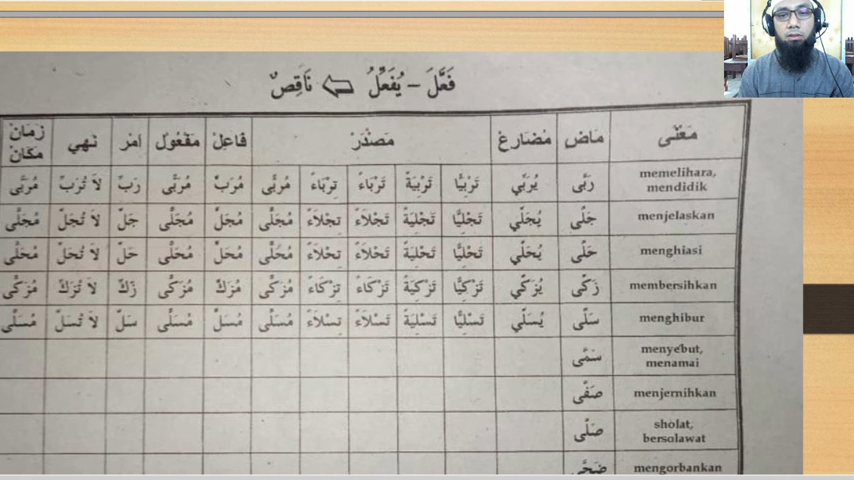 فَعَّلَ – يُفَعِّلُ ⇦ نَاقِصٌ
مَعْنَى مَاضٍ مُضَارِعْ مَصْدَرْ فَاعِلْ مَفْعُوْلْ اَمْرْ نَهِي زَمَانْ مَكَانْ
memelihara, mendidik رَبَّى يُرَبِّي تَرْبِيًّا تَرْبِيَةً تَرْبَاءً تِرْبَاءً مُرَبًّى مُرَبٍّ مُرَبًّى رَبِّ لَا تُرَبِّ مُرَبًّى
menjelaskan جَلَّى يُجَلِّي تَجْلِيًّا تَجْلِيَةً تَجْلَاءً تِجْلَاءً مُجَلًّى مُجَلٍّ مُجَلًّى جَلِّ لَا تُجَلِّ مُجَلًّى
menghiasi حَلَّى يُحَلِّي تَحْلِيًّا تَحْلِيَةً تَحْلَاءً تِحْلَاءً مُحَلًّى مُحَلٍّ مُحَلًّى حَلِّ لَا تُحَلِّ مُحَلًّى
membersihkan زَكَّى يُزَكِّي تَزْكِيًّا تَزْكِيَةً تَزْكَاءً تِزْكَاءً مُزَكًّى مُزَكٍّ مُزَكًّى زَكِّ لَا تُزَكِّ مُزَكًّى
menghibur سَلَّى يُسَلِّي تَسْلِيًّا تَسْلِيَةً تَسْلَاءً تِسْلَاءً مُسَلًّى مُسَلٍّ مُسَلًّى سَلِّ لَا تُسَلِّ مُسَلًّى
menyebut, menamai سَمَّى
menjernihkan صَفَّى
sholat, bersolawat صَلَّى
mengorbankan ضَحَّى